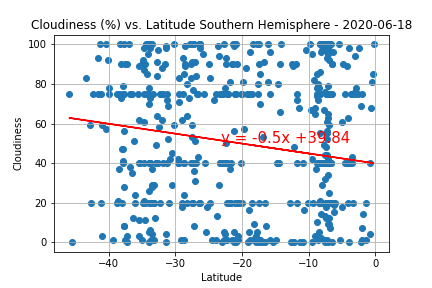 Cloudiness (%) vs. Latitude Southern Hemisphere - 2020-06-18
100
80
60
40
20
0
Cloudiness
y = -0.5x +39.84
−40
−30
−20
−10
0
Latitude